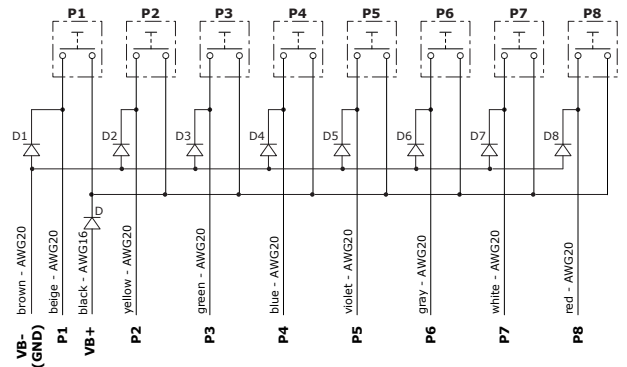 P1 P2 P3 P4 P5 P6 P7 P8
D1 D2 D3 D4 D5 D6 D7 D8
D
brown - AWG20
beige - AWG20
black - AWG16
yellow - AWG20
green - AWG20
blue - AWG20
violet - AWG20
gray - AWG20
white - AWG20
red - AWG20
VB-
(GND)
P1
VB+
P2
P3
P4
P5
P6
P7
P8